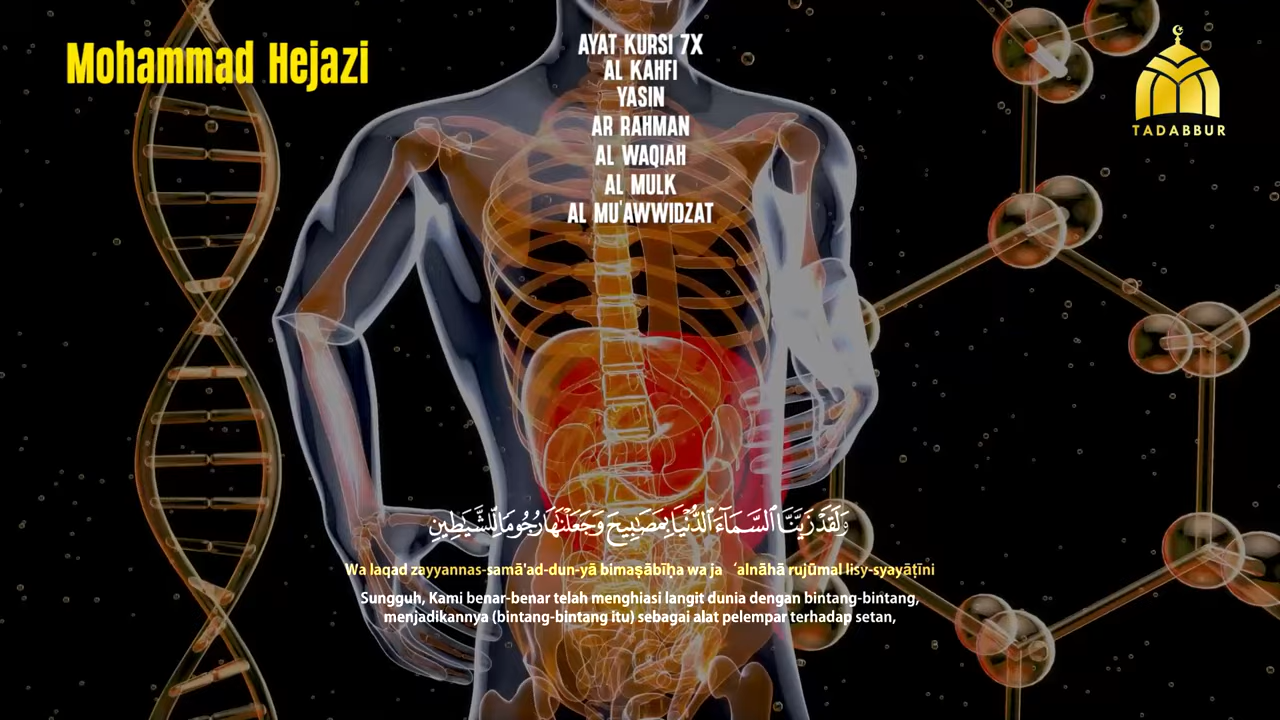 Mohammad Hejazi
AYAT KURSI 7X
AL KAHFI
YASIN
AR RAHMAN
AL WAQIAH
AL MULK
AL MU'AWWIDZAT
TADABBUR
وَلَقَدْ زَيَّنَّا ٱلسَّمَآءَ ٱلدُّنْيَا بِمَصَٰبِيحَ وَجَعَلْنَٰهَا رُجُومًا لِّلشَّيَٰطِينِ
Wa laqad zayyannas-samā'ad-dun-yā bimaṣābīḥa wa ja ‘alnāhā rujūmal lisy-syayāṭīni
Sungguh, Kami benar-benar telah menghiasi langit dunia dengan bintang-bintang,
menjadikannya (bintang-bintang itu) sebagai alat pelempar terhadap setan,